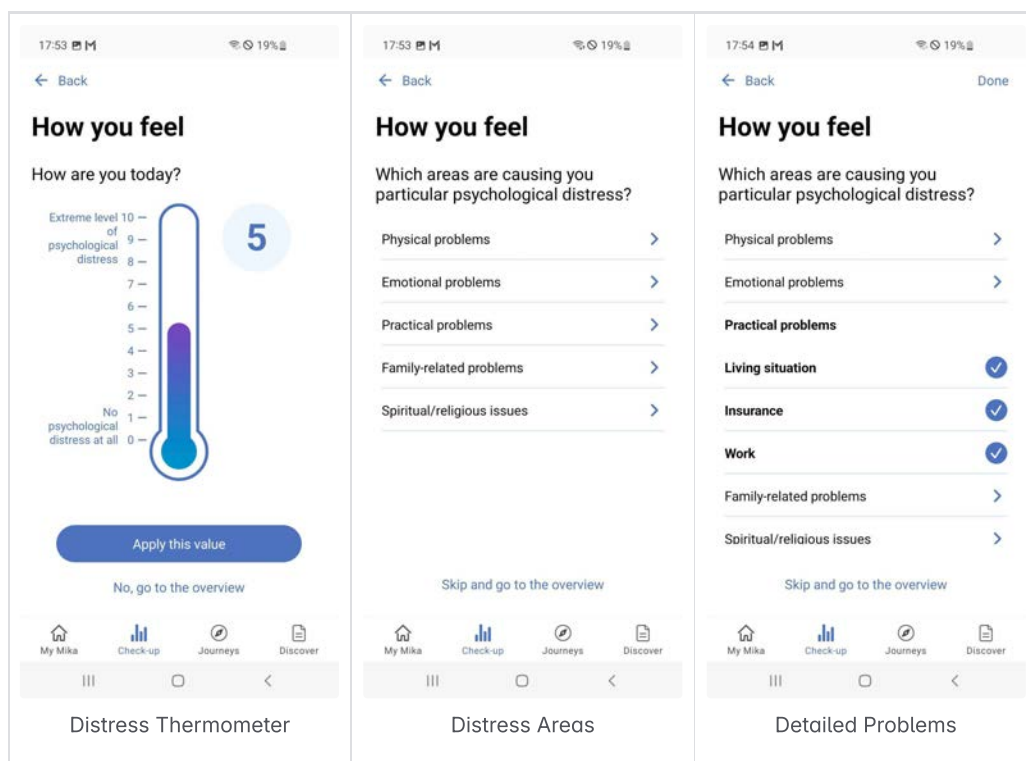 17:53
19%
Back
How you feel
How are you today?
Extreme level 10
of
psychological 9
distress 8
7
6
5
4
3
2
No 1
psychological
distress at all 0
5
Apply this value
No, go to the overview
My Mika Check-up Journeys Discover
Distress Thermometer
17:53
19%
Back
How you feel
Which areas are causing you
particular psychological distress?
Physical problems
Emotional problems
Practical problems
Family-related problems
Spiritual/religious issues
Skip and go to the overview
My Mika Check-up Journeys Discover
Distress Areas
17:54
19%
Back Done
How you feel
Which areas are causing you
particular psychological distress?
Physical problems
Emotional problems
Practical problems
Living situation
Insurance
Work
Family-related problems
Spiritual/religious issues
Skip and go to the overview
My Mika Check-up Journeys Discover
Detailed Problems